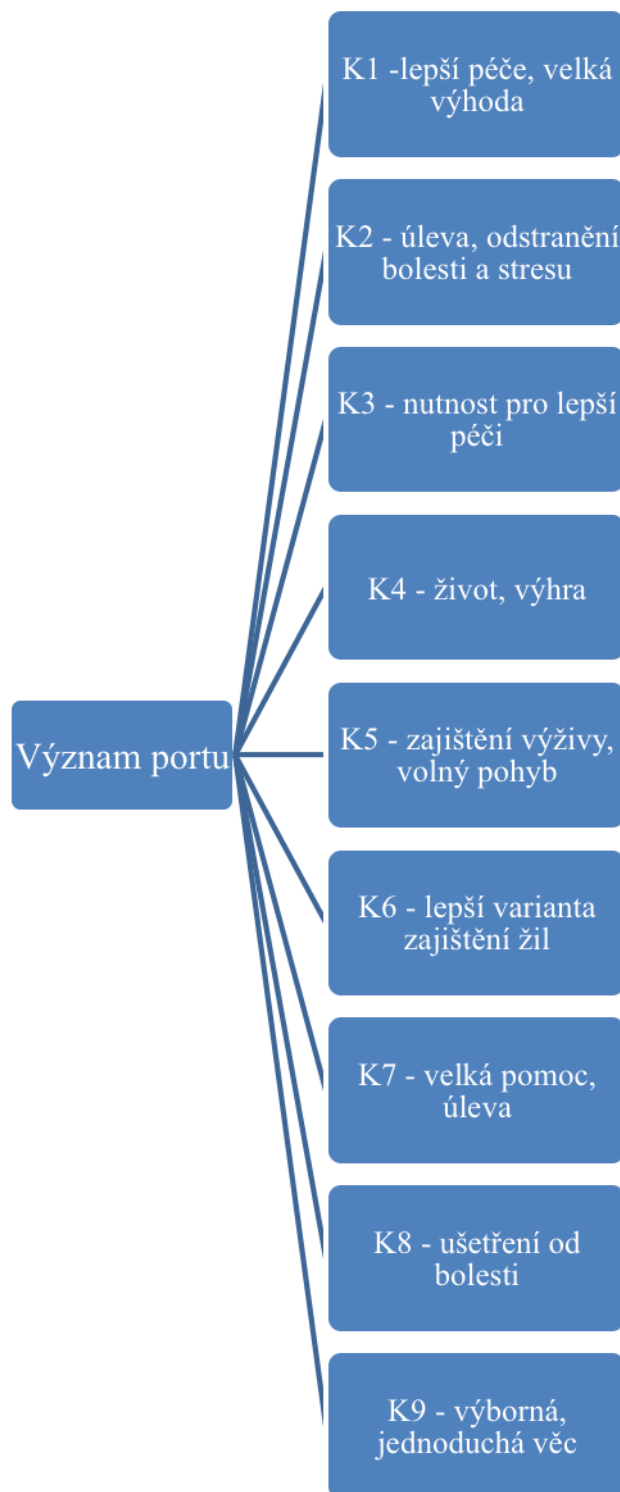 K1 -lepší péče, velká
výhoda
K2 - úleva, odstranění
bolesti a stresu
K3 - nutnost pro lepší
péči
K4 - život, výhra
Význam portu
K5 - zajištění výživy,
volný pohyb
K6 - lepší varianta
zajištění žil
K7 - velká pomoc,
úleva
K8 - ušetření od
bolesti
K9 - výborná,
jednoduchá věc